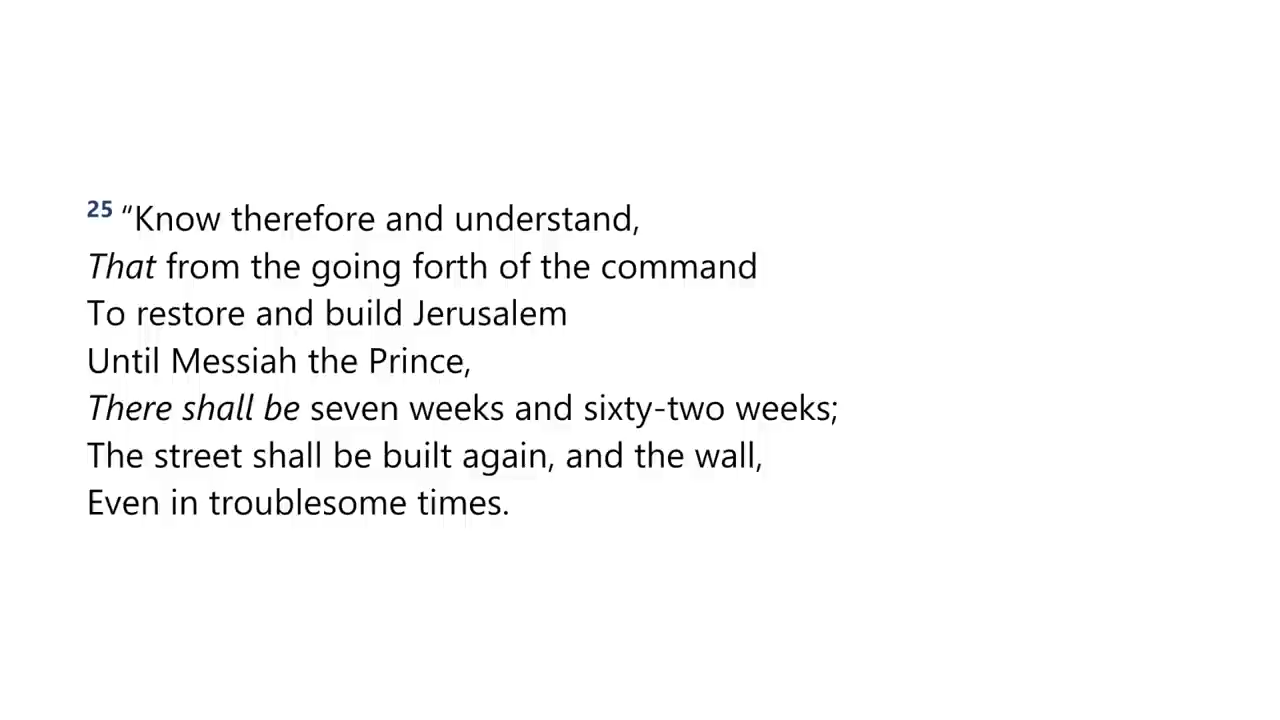 25 “Know therefore and understand,
That from the going forth of the command
To restore and build Jerusalem
Until Messiah the Prince,
There shall be seven weeks and sixty-two weeks;
The street shall be built again, and the wall,
Even in troublesome times.